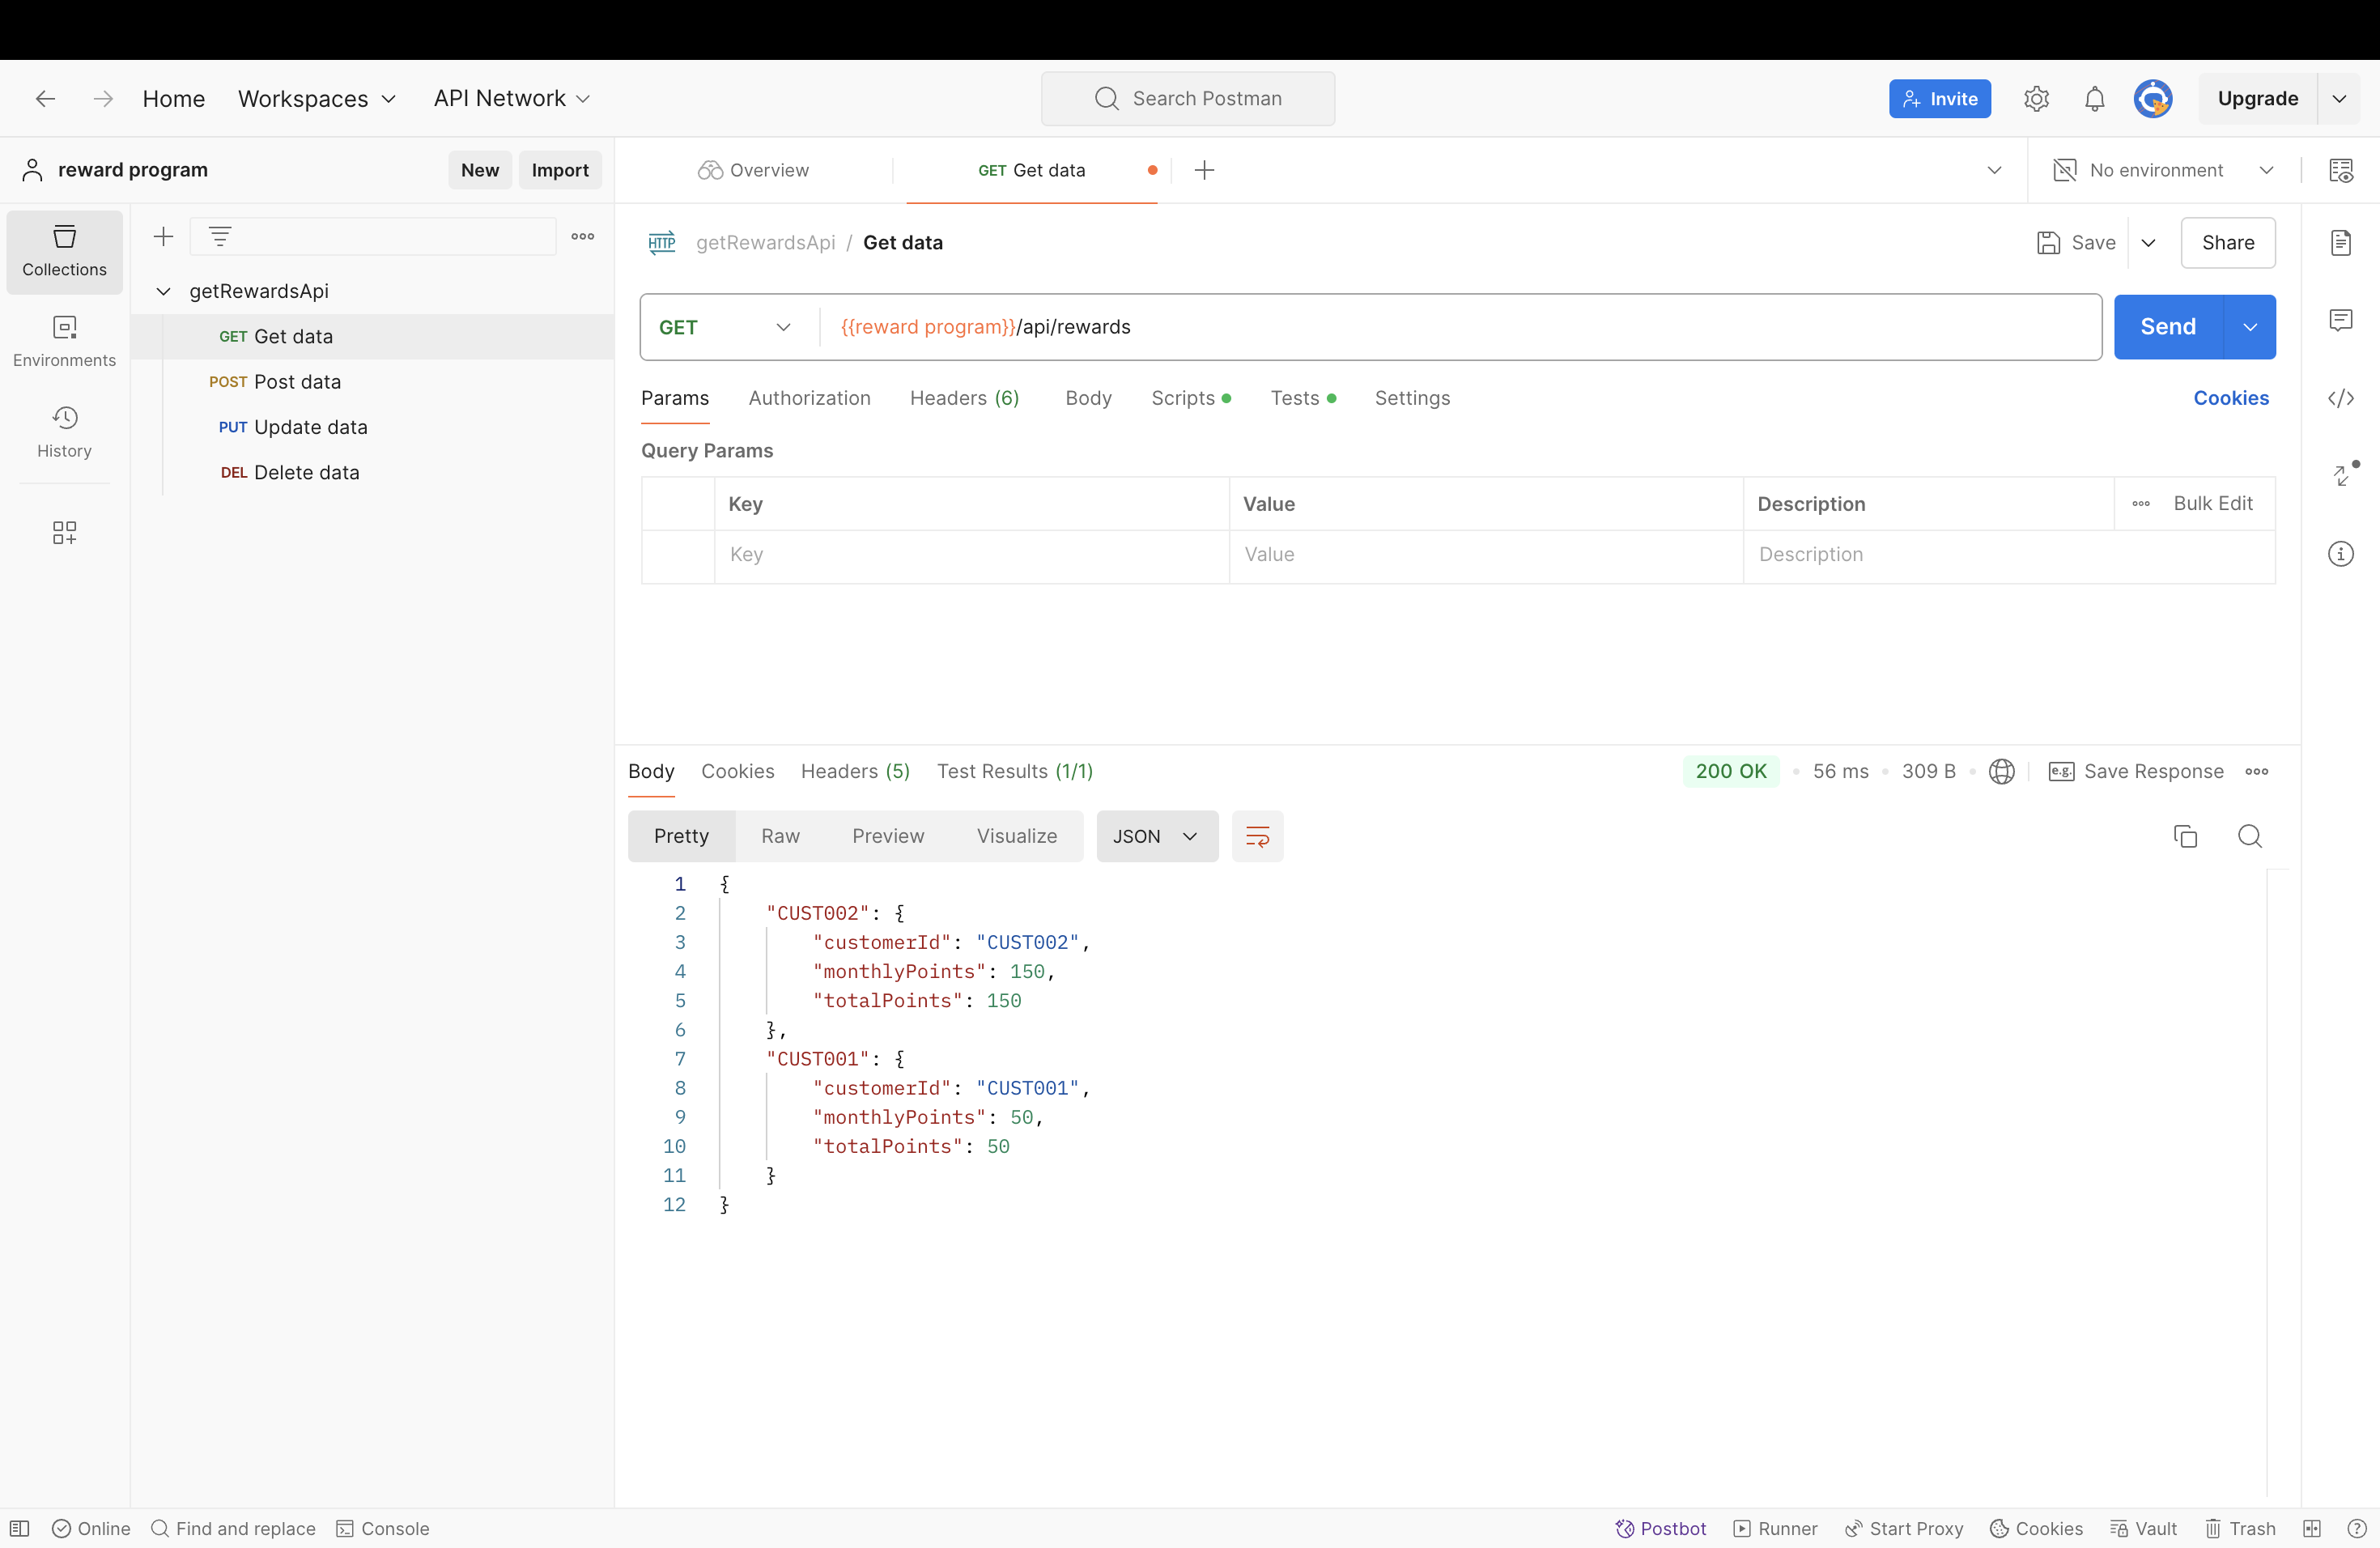 Home Workspaces API Network Search Postman Invite Upgrade
reward program New Import Overview GET Get data No environment
Collections
Environments
History
getRewardsApi
GET Get data
POST Post data
PUT Update data
DEL Delete data
HTTP getRewardsApi / Get data Save Share
GET {{reward program}}/api/rewards Send
Params Authorization Headers (6) Body Scripts Tests Settings Cookies
Query Params
Key Value Description Bulk Edit
Key Value Description
Body Cookies Headers (5) Test Results (1/1) 200 OK 56 ms 309 B e.g. Save Response
Pretty Raw Preview Visualize JSON
1 {
2 "CUST002": {
3 "customerId": "CUST002",
4 "monthlyPoints": 150,
5 "totalPoints": 150
6 },
7 "CUST001": {
8 "customerId": "CUST001",
9 "monthlyPoints": 50,
10 "totalPoints": 50
11 }
12 }
Online Find and replace Console Postbot Runner Start Proxy Cookies Vault Trash